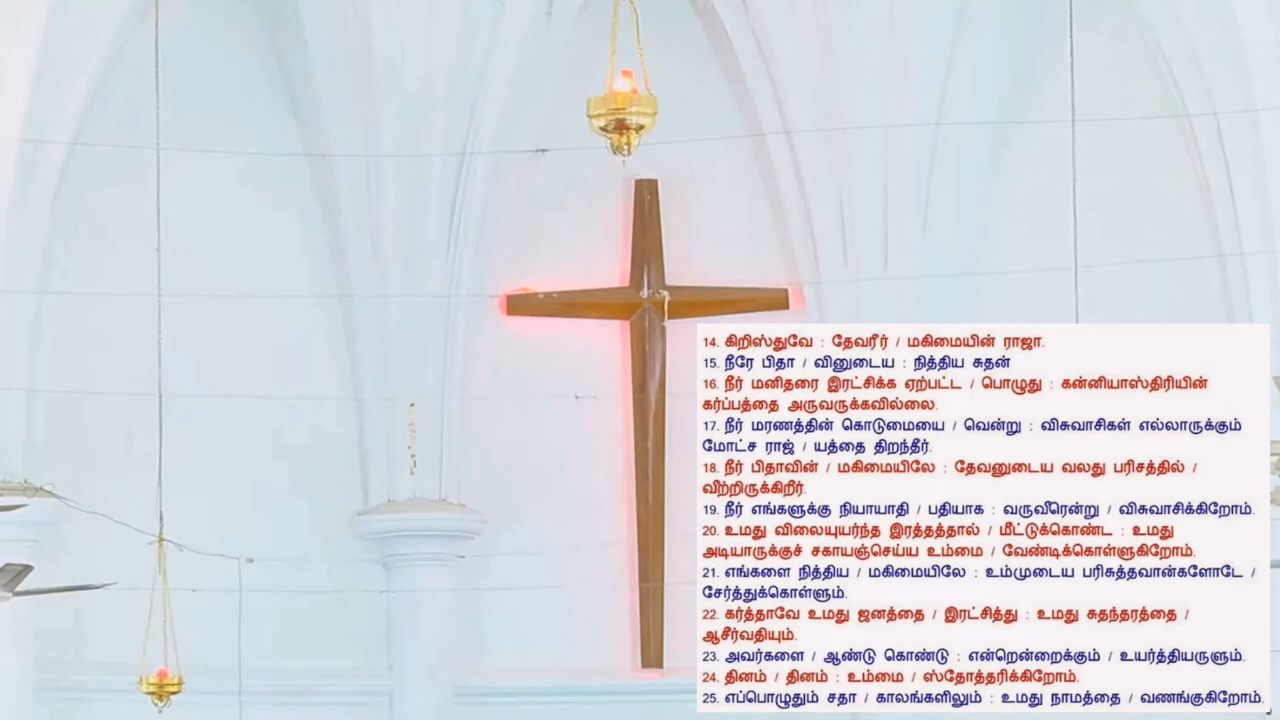 14. கிறிஸ்துவே : தேவரீர் / மகிமையின் ராஜா.
15. நீரே பிதா / வினுடைய : நித்திய சுதன்
16. நீர் மனிதரை இரட்சிக்க ஏற்பட்ட / பொழுது : கன்னியாஸ்திரியின்
கர்ப்பத்தை அருவருக்கவில்லை.
17. நீர் மரணத்தின் கொடுமையை / வென்று : விசுவாசிகள் எல்லாருக்கும்
மோட்ச ராஜ் / யத்தை திறந்தீர்.
18. நீர் பிதாவின் / மகிமையிலே : தேவனுடைய வலது பரிசத்தில் /
வீற்றிருக்கிறீர்.
19. நீர் எங்களுக்கு நியாயாதி / பதியாக : வருவீரென்று / விசுவாசிக்கிறோம்.
20. உமது விலையுயர்ந்த இரத்தத்தால் / மீட்டுக்கொண்ட : உமது
அடியாருக்குச் சகாயஞ்செய்ய உம்மை / வேண்டிக்கொள்ளுகிறோம்.
21. எங்களை நித்திய / மகிமையிலே : உம்முடைய பரிசுத்தவான்களோடே /
சேர்த்துக்கொள்ளும்.
22. கர்த்தாவே உமது ஜனத்தை / இரட்சித்து : உமது சுதந்தரத்தை /
ஆசீர்வதியும்.
23. அவர்களை / ஆண்டு கொண்டு : என்றென்றைக்கும் / உயர்த்தியருளும்.
24. தினம் / தினம் : உம்மை / ஸ்தோத்தரிக்கிறோம்.
25. எப்பொழுதும் சதா / காலங்களிலும் : உமது நாமத்தை / வணங்குகிறோம்.